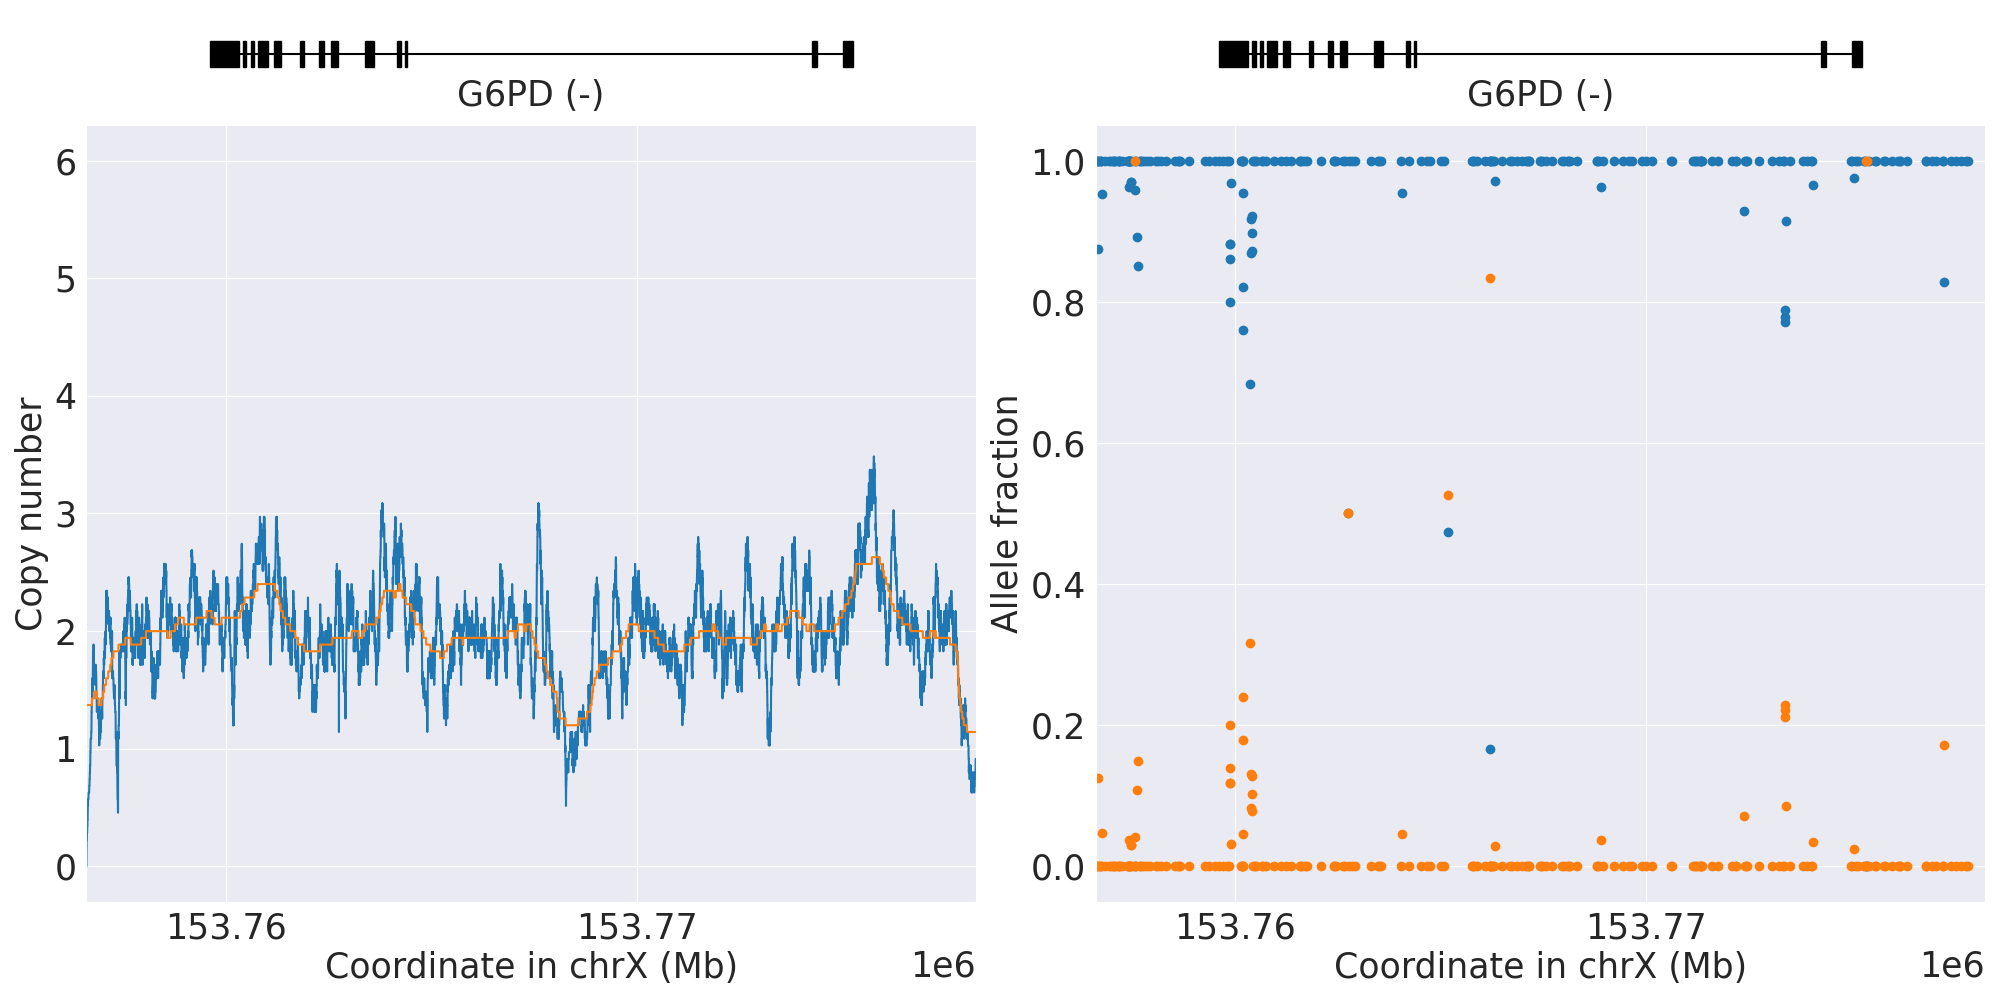 G6PD (-)
6
5
4
3
2
1
0
Copy number
153.76
153.77
Coordinate in chrX (Mb)
1e6
G6PD (-)
1.0
0.8
0.6
0.4
0.2
0.0
Allele fraction
153.76
153.77
Coordinate in chrX (Mb)
1e6